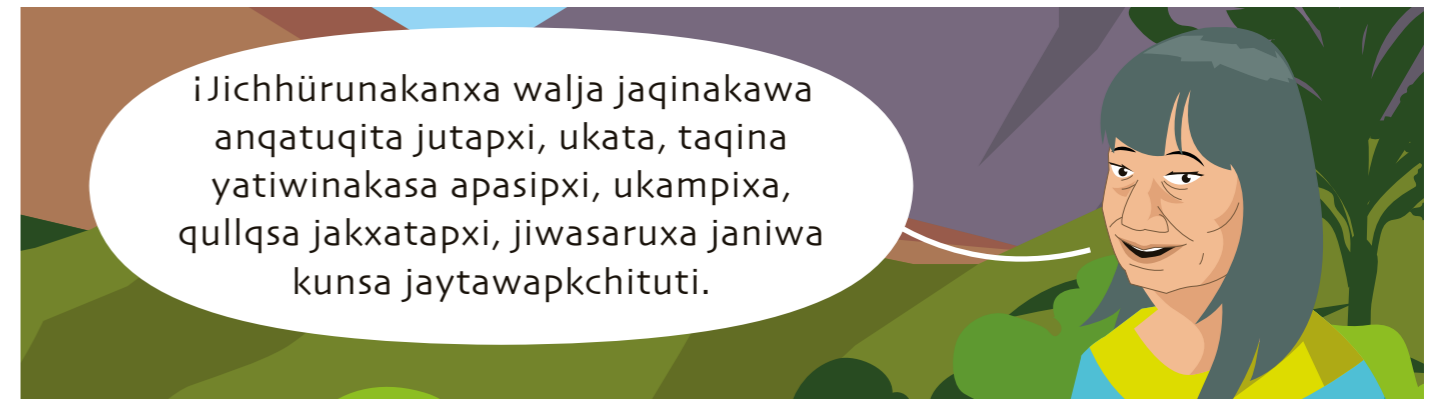 ¡Jichhürunakanxa walja jaqinakawa
anqatuqita jutapxi, ukata, taqina
yatiwinakasa apasipxi, ukampixa,
qullqsa jakxatapxi, jiwasaruxa janiwa
kunsa jaytawapkchituti.